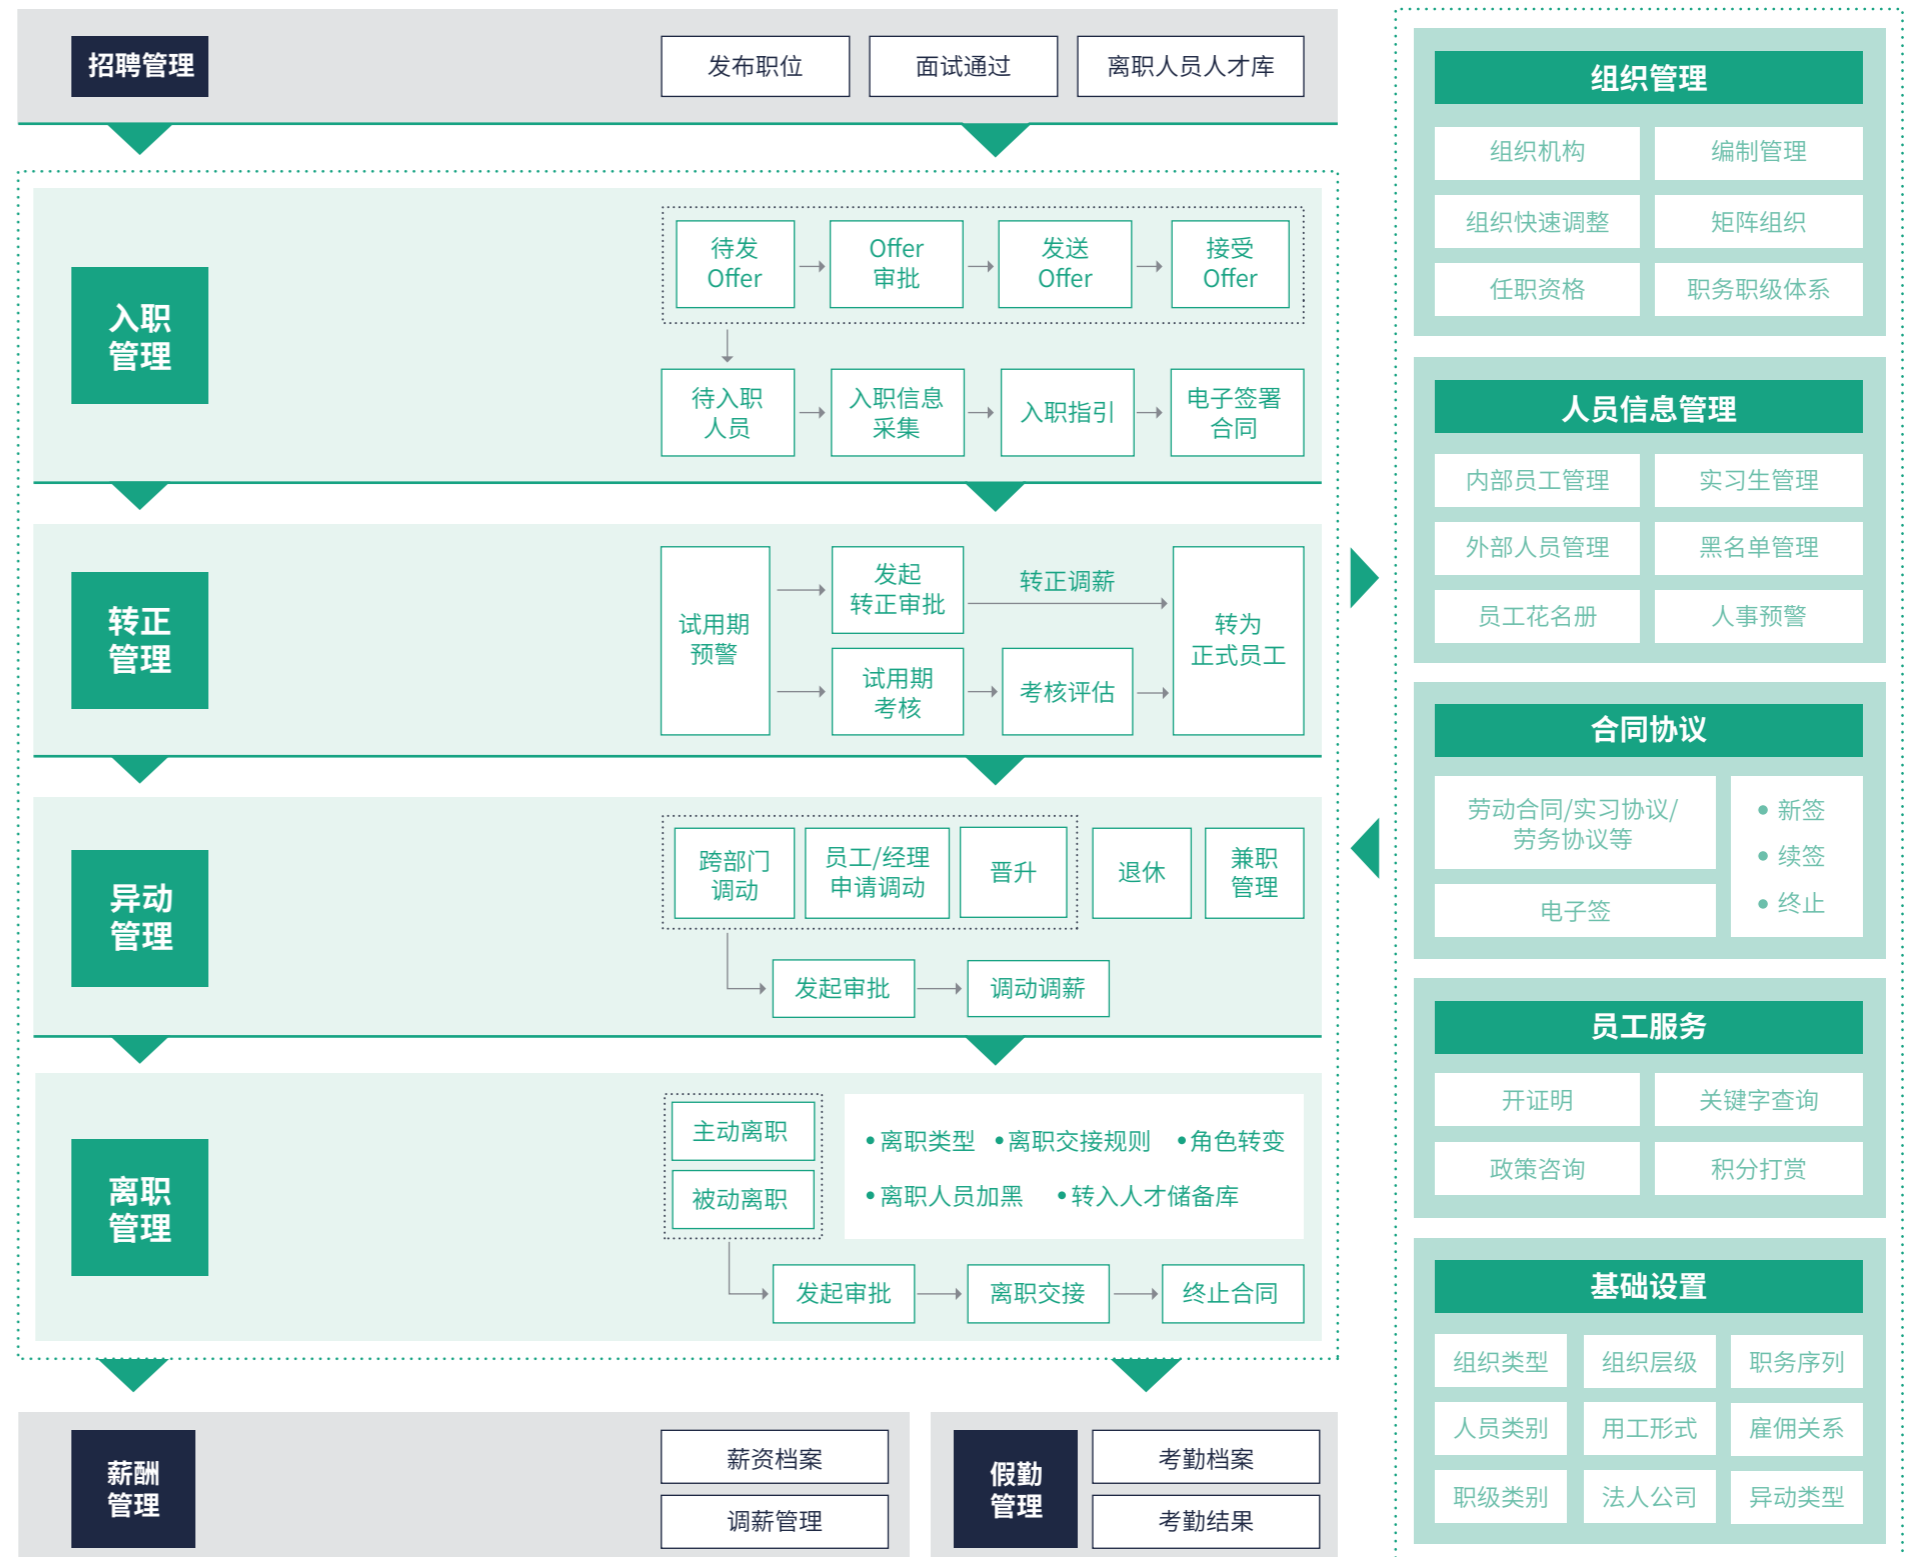 招聘管理
发布职位
面试通过
离职人员人才库
入职
管理
待发
Offer
Offer
审批
发送
Offer
接受
Offer
待入职
人员
入职信息
采集
入职指引
电子签署
合同
转正
管理
试用期
预警
发起
转正审批
转正调薪
试用期
考核
考核评估
转为
正式员工
异动
管理
跨部门
调动
员工/经理
申请调动
晋升
退休
兼职
管理
发起审批
调动调薪
离职
管理
主动离职
被动离职
•离职类型
•离职交接规则
•角色转变
•离职人员加黑
•转入人才储备库
发起审批
离职交接
终止合同
薪酬
管理
薪资档案
调薪管理
假勤
管理
考勤档案
考勤结果
组织管理
组织机构
编制管理
组织快速调整
矩阵组织
任职资格
职务职级体系
人员信息管理
内部员工管理
实习生管理
外部人员管理
黑名单管理
员工花名册
人事预警
合同协议
劳动合同/实习协议/
劳务协议等
电子签
• 新签
• 续签
• 终止
员工服务
开证明
关键字查询
政策咨询
积分打赏
基础设置
组织类型
组织层级
职务序列
人员类别
用工形式
雇佣关系
职级类别
法人公司
异动类型